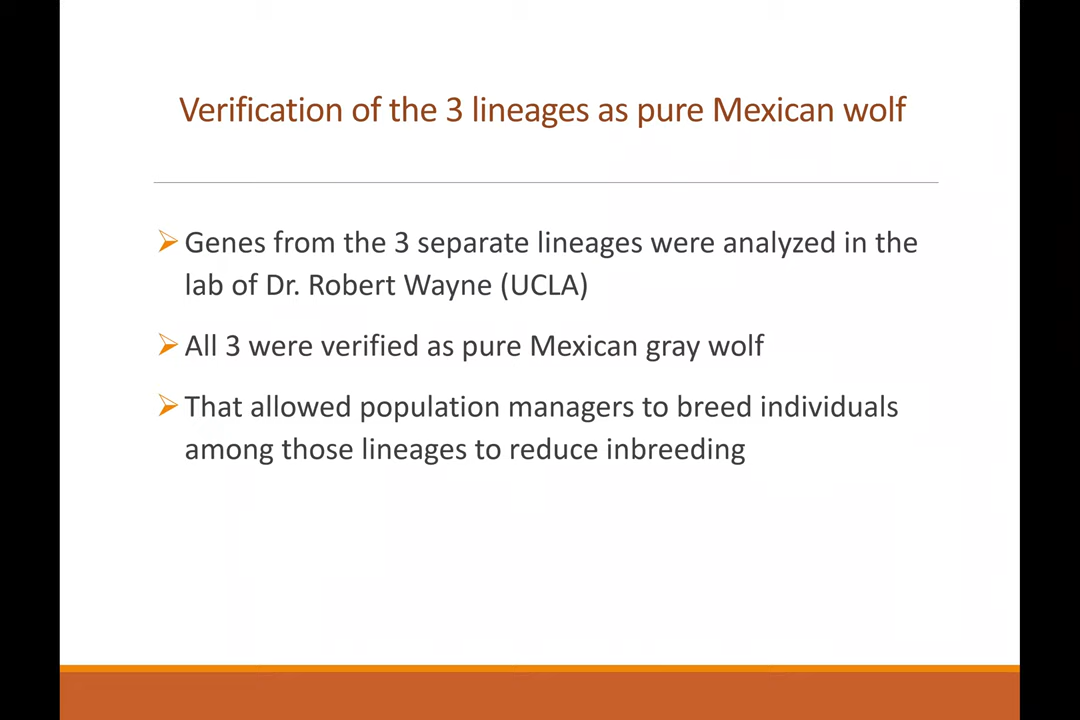 Verification of the 3 lineages as pure Mexican wolf
Genes from the 3 separate lineages were analyzed in the
lab of Dr. Robert Wayne (UCLA)
All 3 were verified as pure Mexican gray wolf
That allowed population managers to breed individuals
among those lineages to reduce inbreeding